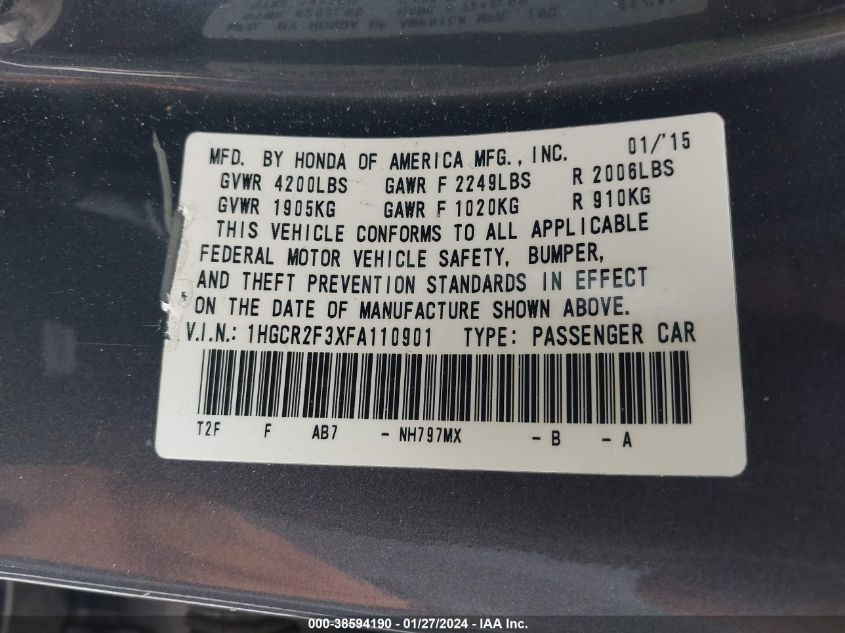 MFD. BY HONDA OF AMERICA MFG., INC. 01/'15
GVWR 4200LBS GAWR F 2249LBS R 2006LBS
GVWR 1905KG GAWR F 1020KG R 910KG
THIS VEHICLE CONFORMS TO ALL APPLICABLE
FEDERAL MOTOR VEHICLE SAFETY, BUMPER,
AND THEFT PREVENTION STANDARDS IN EFFECT
ON THE DATE OF MANUFACTURE SHOWN ABOVE.
V.I.N.: 1HGCR2F3XFA110901 TYPE: PASSENGER CAR
T2F F AB7 - NH797MX - B - A
000-38594190 - 01/27/2024 - IAA Inc.